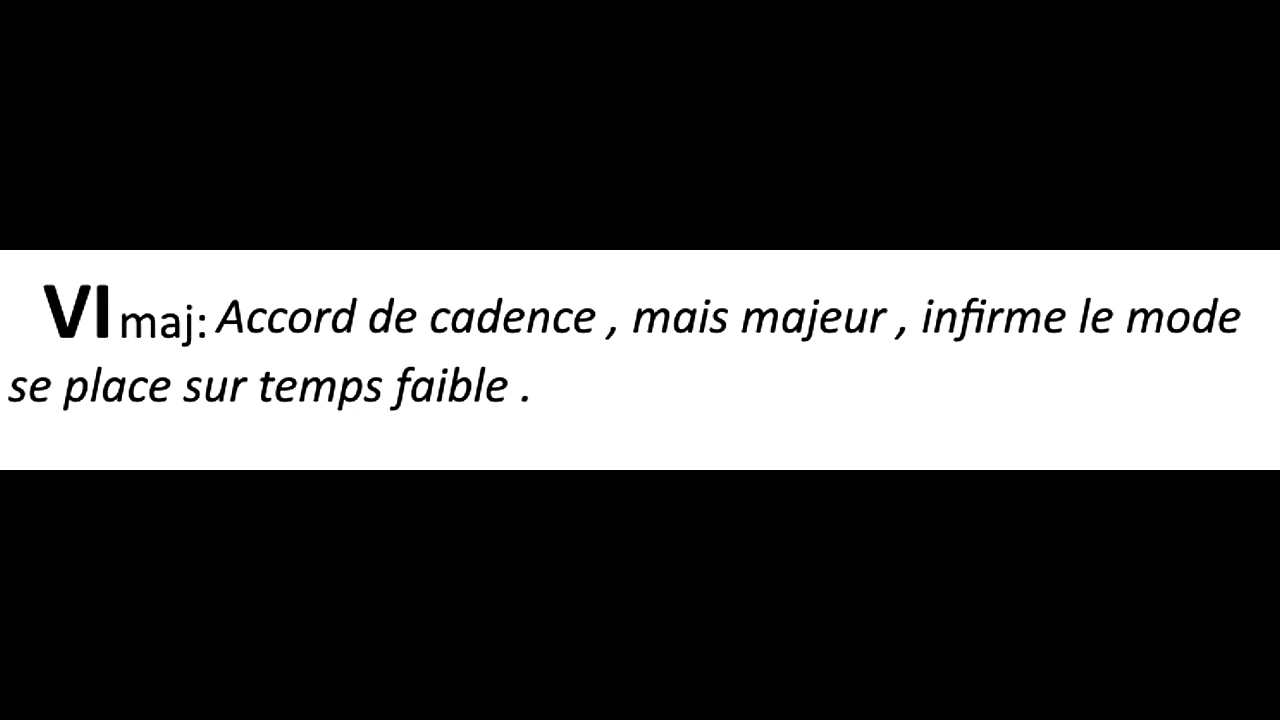 VI maj: Accord de cadence , mais majeur , infirme le mode
se place sur temps faible .